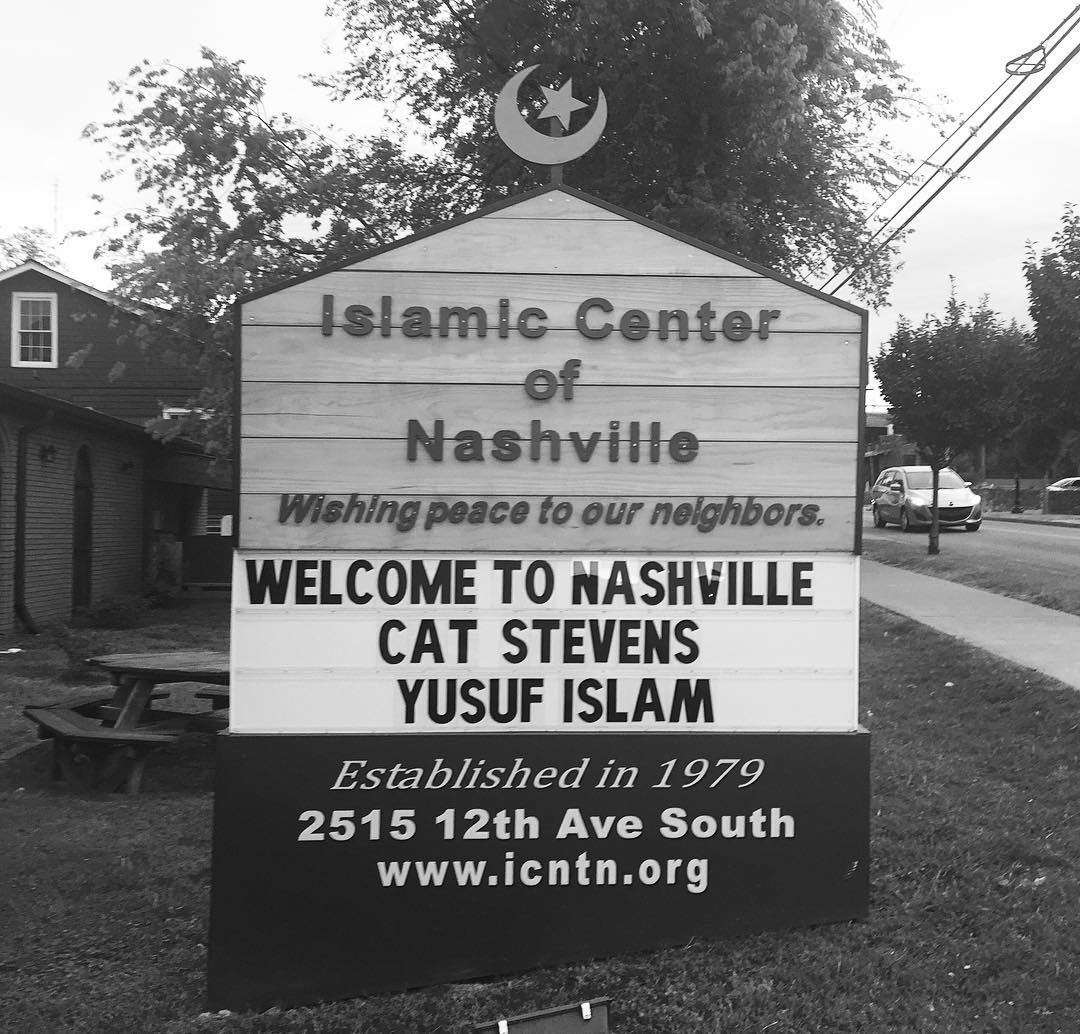 Islamic Center
of
Nashville
Wishing peace to our neighbors.
WELCOME TO NASHVILLE
CAT STEVENS
YUSUF ISLAM
Established in 1979
2515 12th Ave South
www.icntn.org